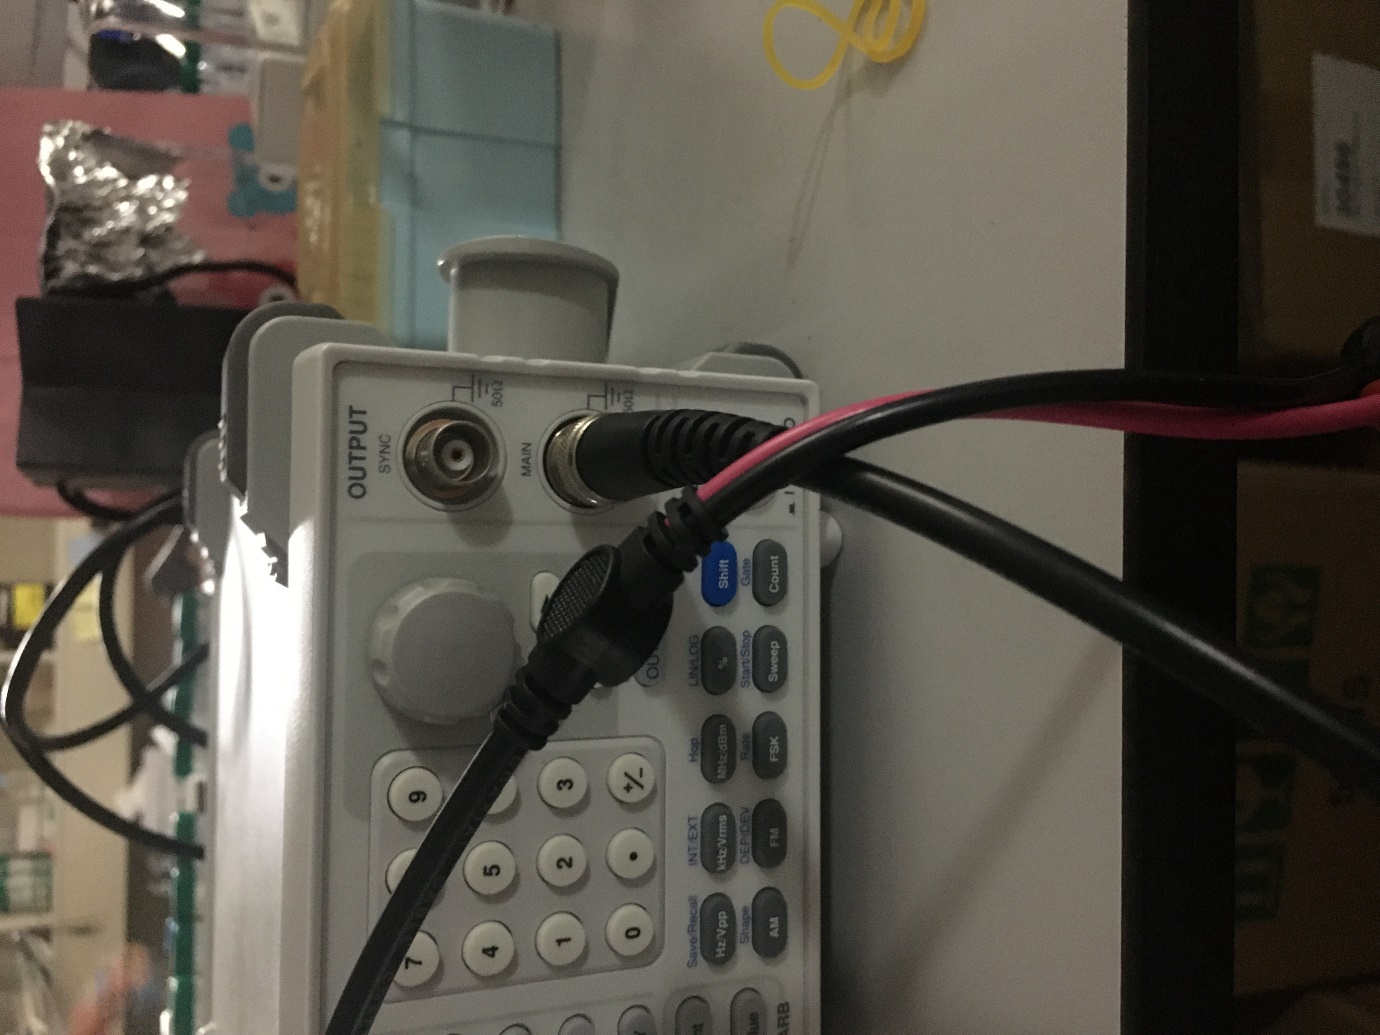 OUTPUT
SYNC
50Ω
MAIN
50Ω
9
3
+/-
5
2
•
7
4
1
0
Shift
Gate
Count
LIN/LOG
%
Start/Stop
Sweep
Hop
MHz/dBm
Rate
FSK
INT/EXT
kHz/Vrms
DEP/DEV
FM
Save/Recall
Hz/Vpp
Shape
AM
ARB